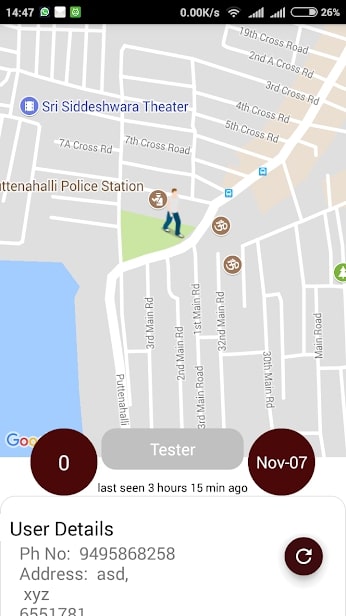 14:47 0.00K/s 26%
19th Cross Road
2nd A Cross Rd
3rd Cross Rd
Sri Siddeshwara Theater
4th Cross Rd
5th Cross Rd
7A Cross Rd
7th Cross Road
uttenahalli Police Station
3rd Main Rd
2nd Main Rd
1st Main Rd
32nd Main Rd
30th Main Rd
Main Road
3rd Main Road
Puttenahalli
Goo
0
Tester
Nov-07
last seen 3 hours 15 min ago
User Details
Ph No: 9495868258
Address: asd,
xyz
6551781